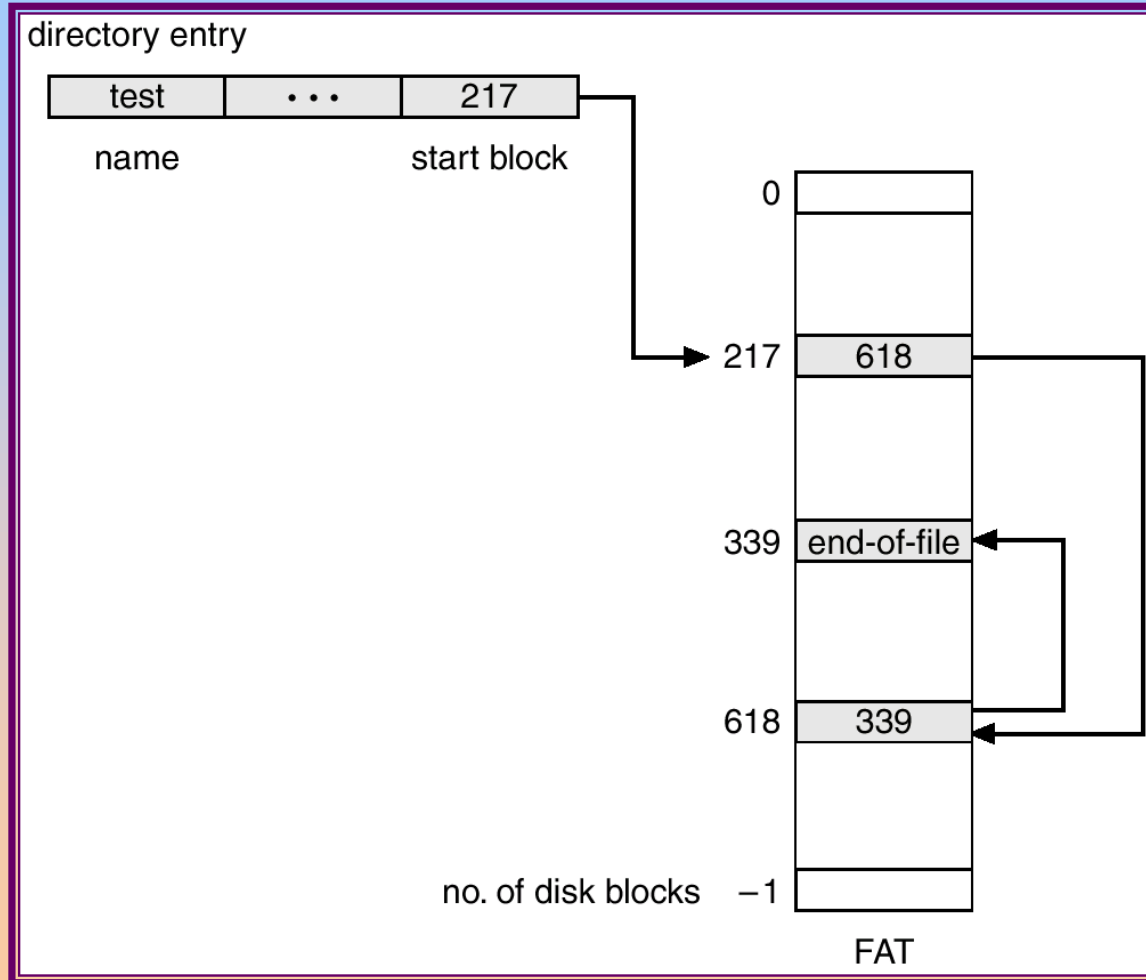 directory entry
test • • • 217
name start block
0
217 618
339 end-of-file
618 339
no. of disk blocks –1
FAT